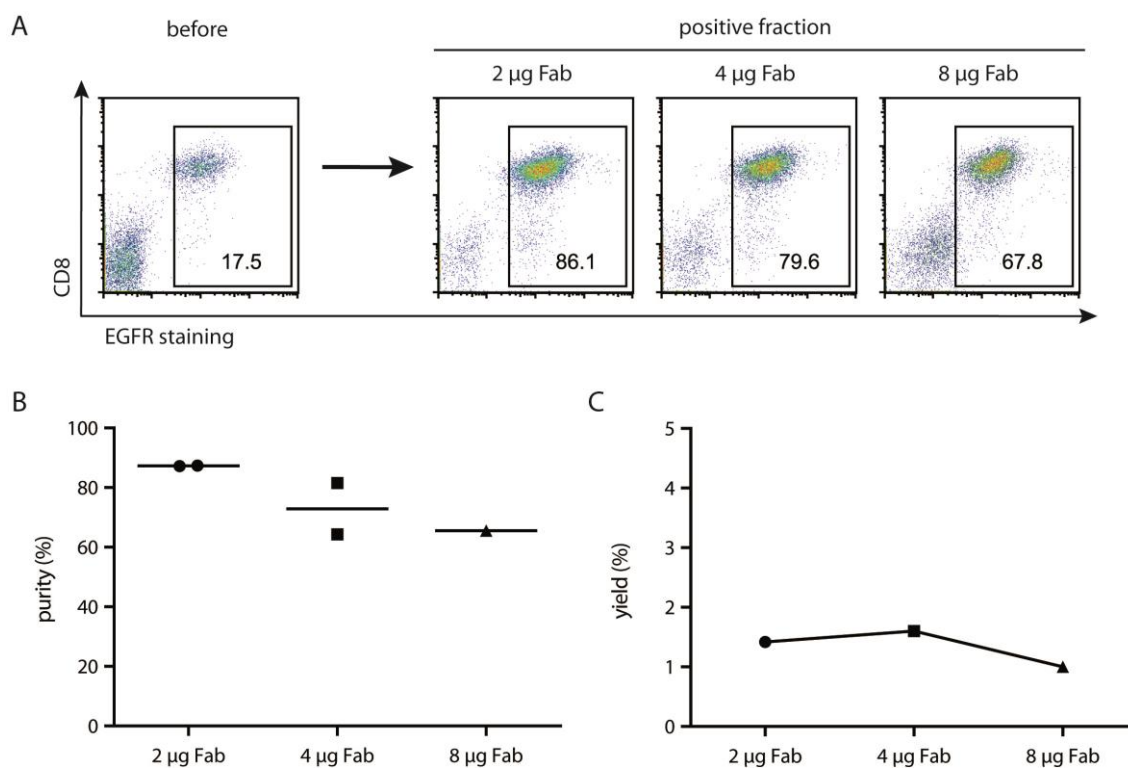 A
before
positive fraction
2 µg Fab 4 µg Fab 8 µg Fab
CD8
17.5 86.1 79.6 67.8
EGFR staining
B
purity (%)
100
80
60
40
20
0
2 µg Fab 4 µg Fab 8 µg Fab
C
yield (%)
5
4
3
2
1
0
2 µg Fab 4 µg Fab 8 µg Fab